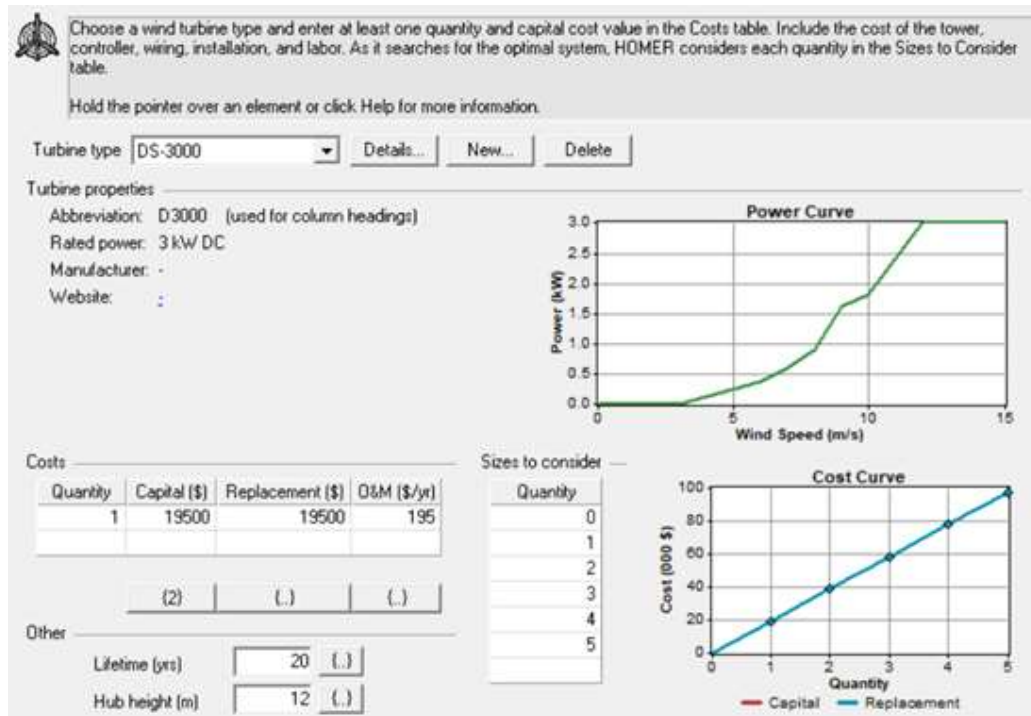 Choose a wind turbine type and enter at least one quantity and capital cost value in the Costs table. Include the cost of the tower,
controller, wiring, installation, and labor. As it searches for the optimal system, HOMER considers each quantity in the Sizes to Consider
table.
Hold the pointer over an element or click Help for more information.
Turbine type DS-3000 Details... New... Delete
Turbine properties
Abbreviation: D3000 (used for column headings)
Rated power: 3 kW DC
Manufacturer: -
Website: :
Power Curve
Power (kW)
3.0
2.5
2.0
1.5
1.0
0.5
0.0
0 5 10 15
Wind Speed (m/s)
Costs
Quantity Capital ($) Replacement ($) O&M ($/yr)
1 19500 19500 195
{2} {..} {..}
Other
Lifetime (yrs) 20 {..}
Hub height (m) 12 {..}
Sizes to consider
Quantity
0
1
2
3
4
5
Cost Curve
Cost (000 $)
100
80
60
40
20
0
0 1 2 3 4 5
Quantity
Capital Replacement